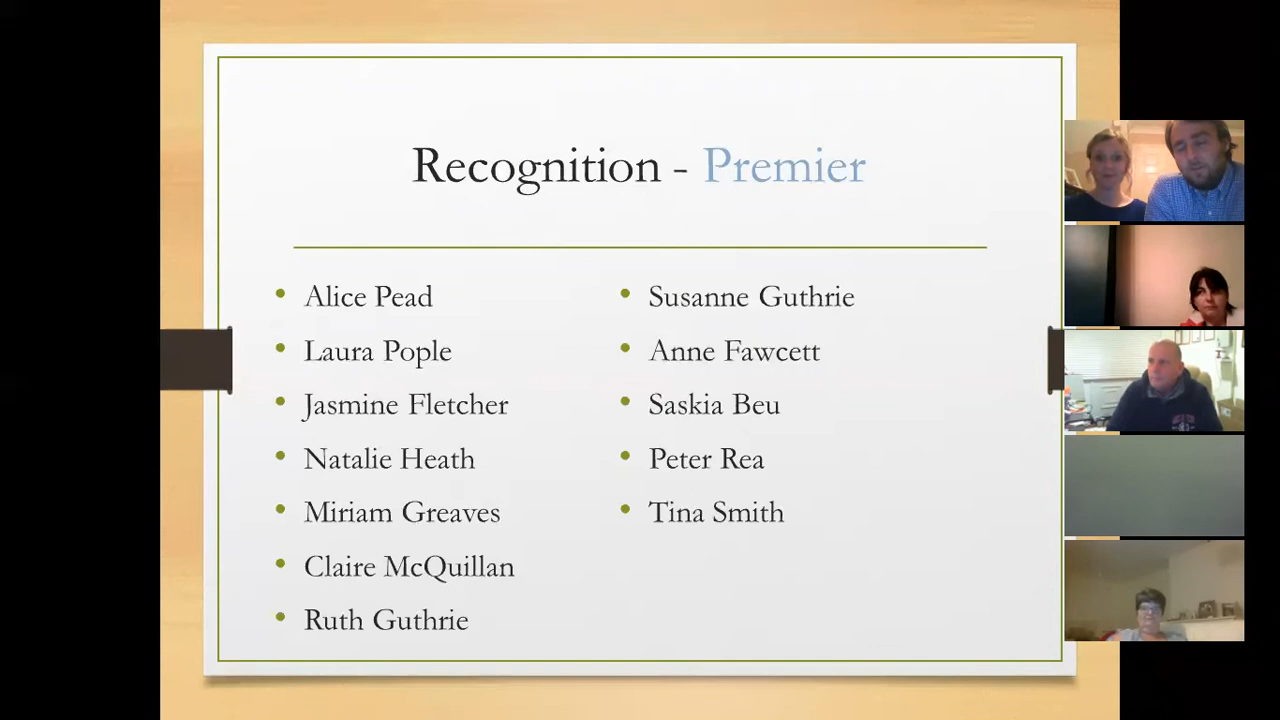 Recognition - Premier
Alice Pead
Laura Pople
Jasmine Fletcher
Natalie Heath
Miriam Greaves
Claire McQuillan
Ruth Guthrie
Susanne Guthrie
Anne Fawcett
Saskia Beu
Peter Rea
Tina Smith